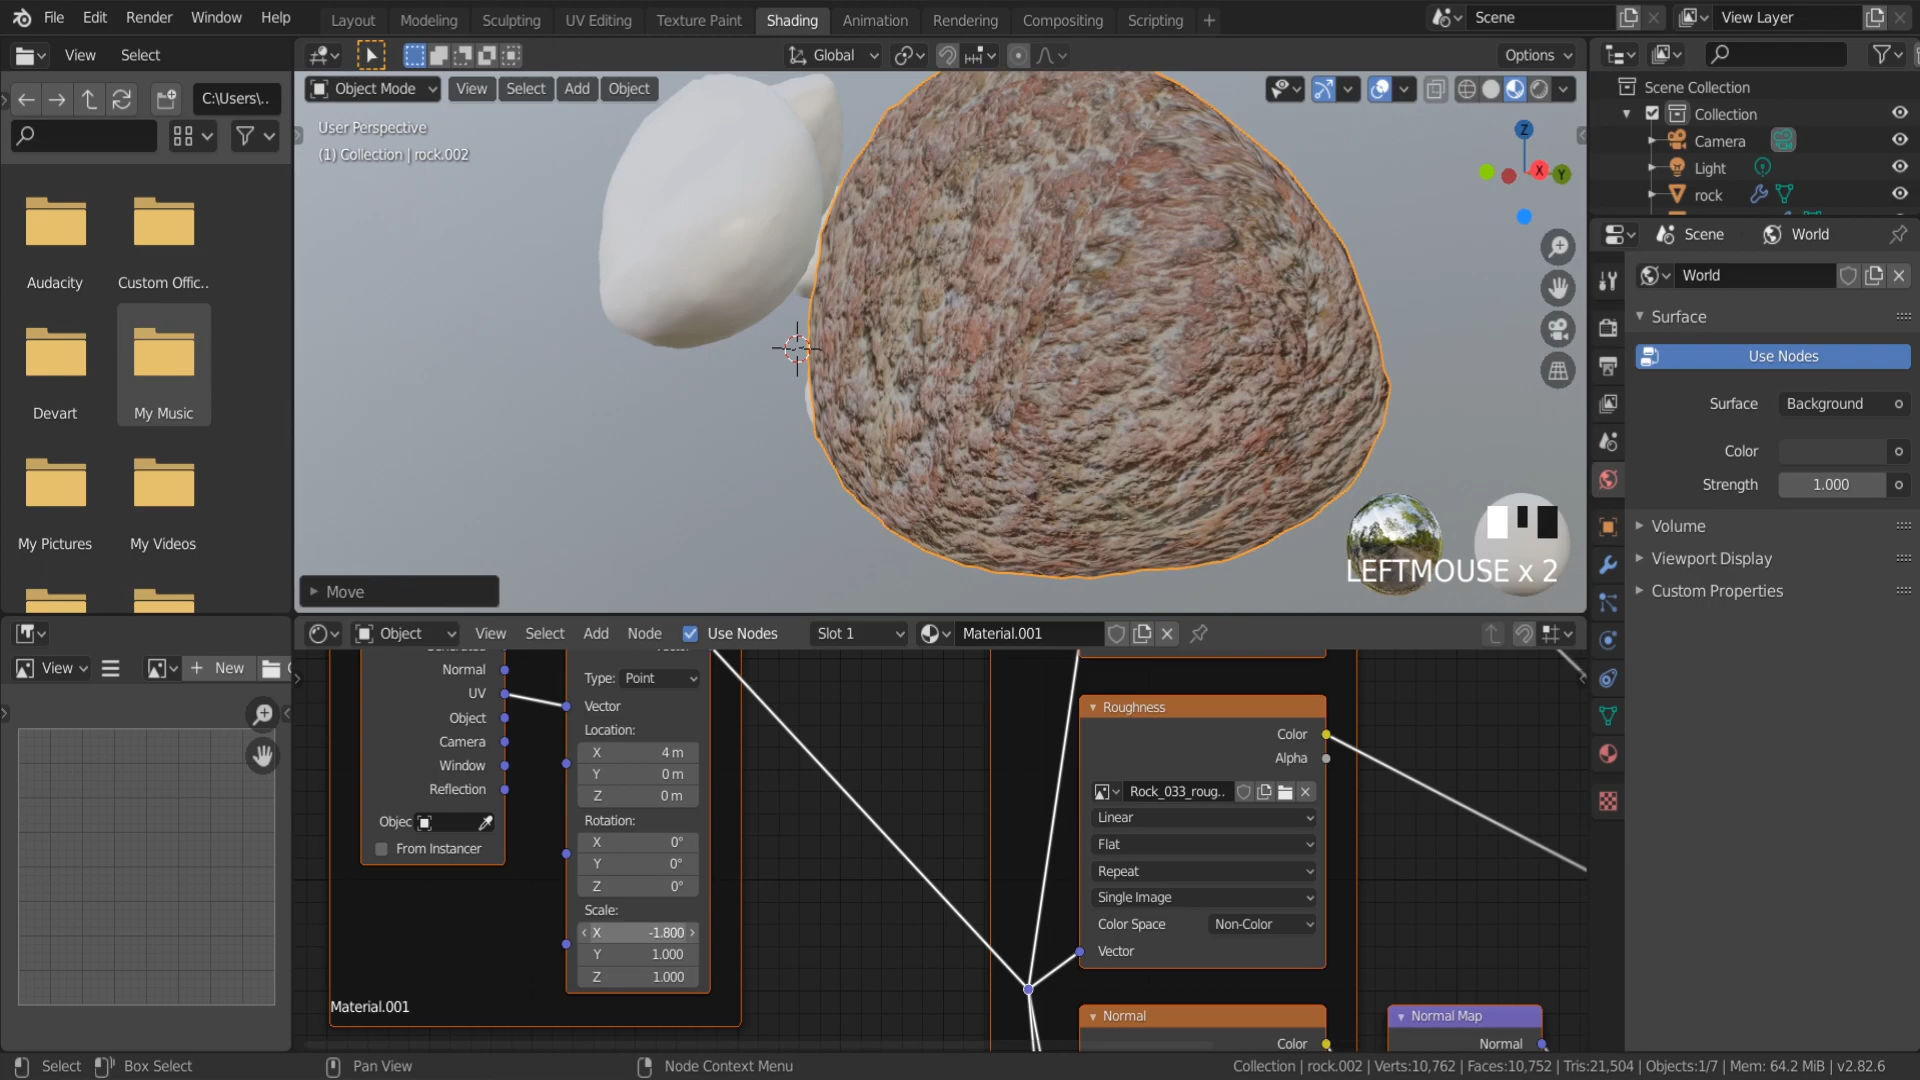 File Edit Render Window Help Layout Modeling Sculpting UV Editing Texture Paint Shading Animation Rendering Compositing Scripting + Scene View Layer
View Select Global Options
C:\Users\.. Object Mode View Select Add Object
User Perspective
(1) Collection | rock.002
Z
X
Y
Audacity Custom Offic..
Devart My Music
My Pictures My Videos
LEFTMOUSE x 2
Move
Scene Collection
Collection
Camera
Light
rock
Scene World
World
Surface
Use Nodes
Surface Background
Color
Strength 1.000
Volume
Viewport Display
Custom Properties
View + New
Object View Select Add Node Use Nodes Slot 1 Material.001
Normal
UV
Object
Camera
Window
Reflection
Objec
From Instancer
Type: Point
Vector
Location:
X 4 m
Y 0 m
Z 0 m
Rotation:
X 0°
Y 0°
Z 0°
Scale:
X -1.800
Y 1.000
Z 1.000
Material.001
Roughness
Color
Alpha
Rock_033_roug..
Linear
Flat
Repeat
Single Image
Color Space Non-Color
Vector
Normal
Color
Normal Map
Normal
Select Box Select Pan View Node Context Menu Collection | rock.002 | Verts:10,762 | Faces:10,752 | Tris:21,504 | Objects:1/7 | Mem: 64.2 MiB | v2.82.6